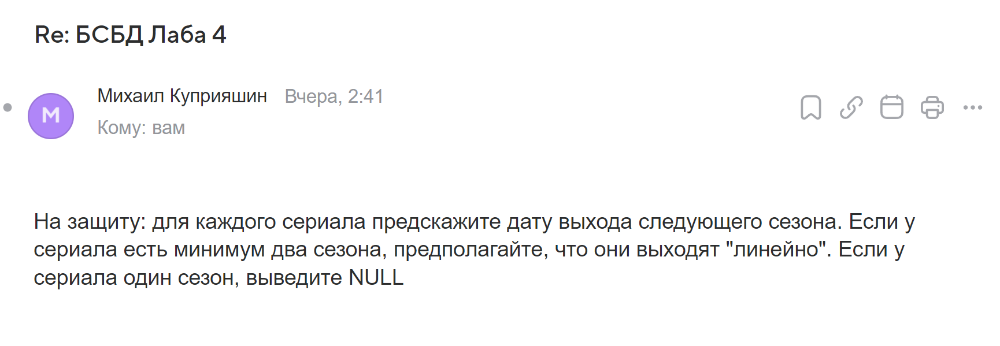 Re: БСБД Лаба 4
Михаил Куприяшин Вчера, 2:41
М
Кому: вам
На защиту: для каждого сериала предскажите дату выхода следующего сезона. Если у
сериала есть минимум два сезона, предполагайте, что они выходят "линейно". Если у
сериала один сезон, выведите NULL